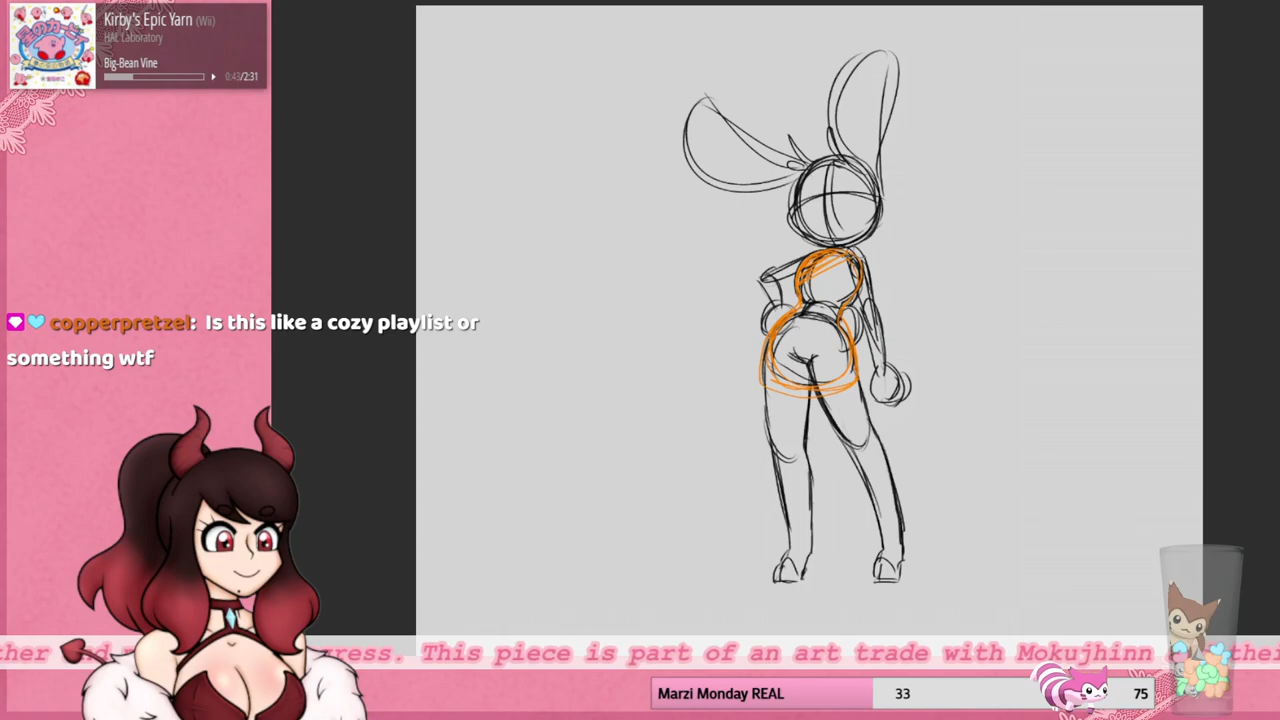 Kirby's Epic Yarn (Wii)
HAL Laboratory
Big-Bean Vine
0:43/2:31
copperpretzel: Is this like a cozy playlist or
something wtf
ther and ress. This piece is part of an art trade with Mokujhinn
Marzi Monday REAL 33 75